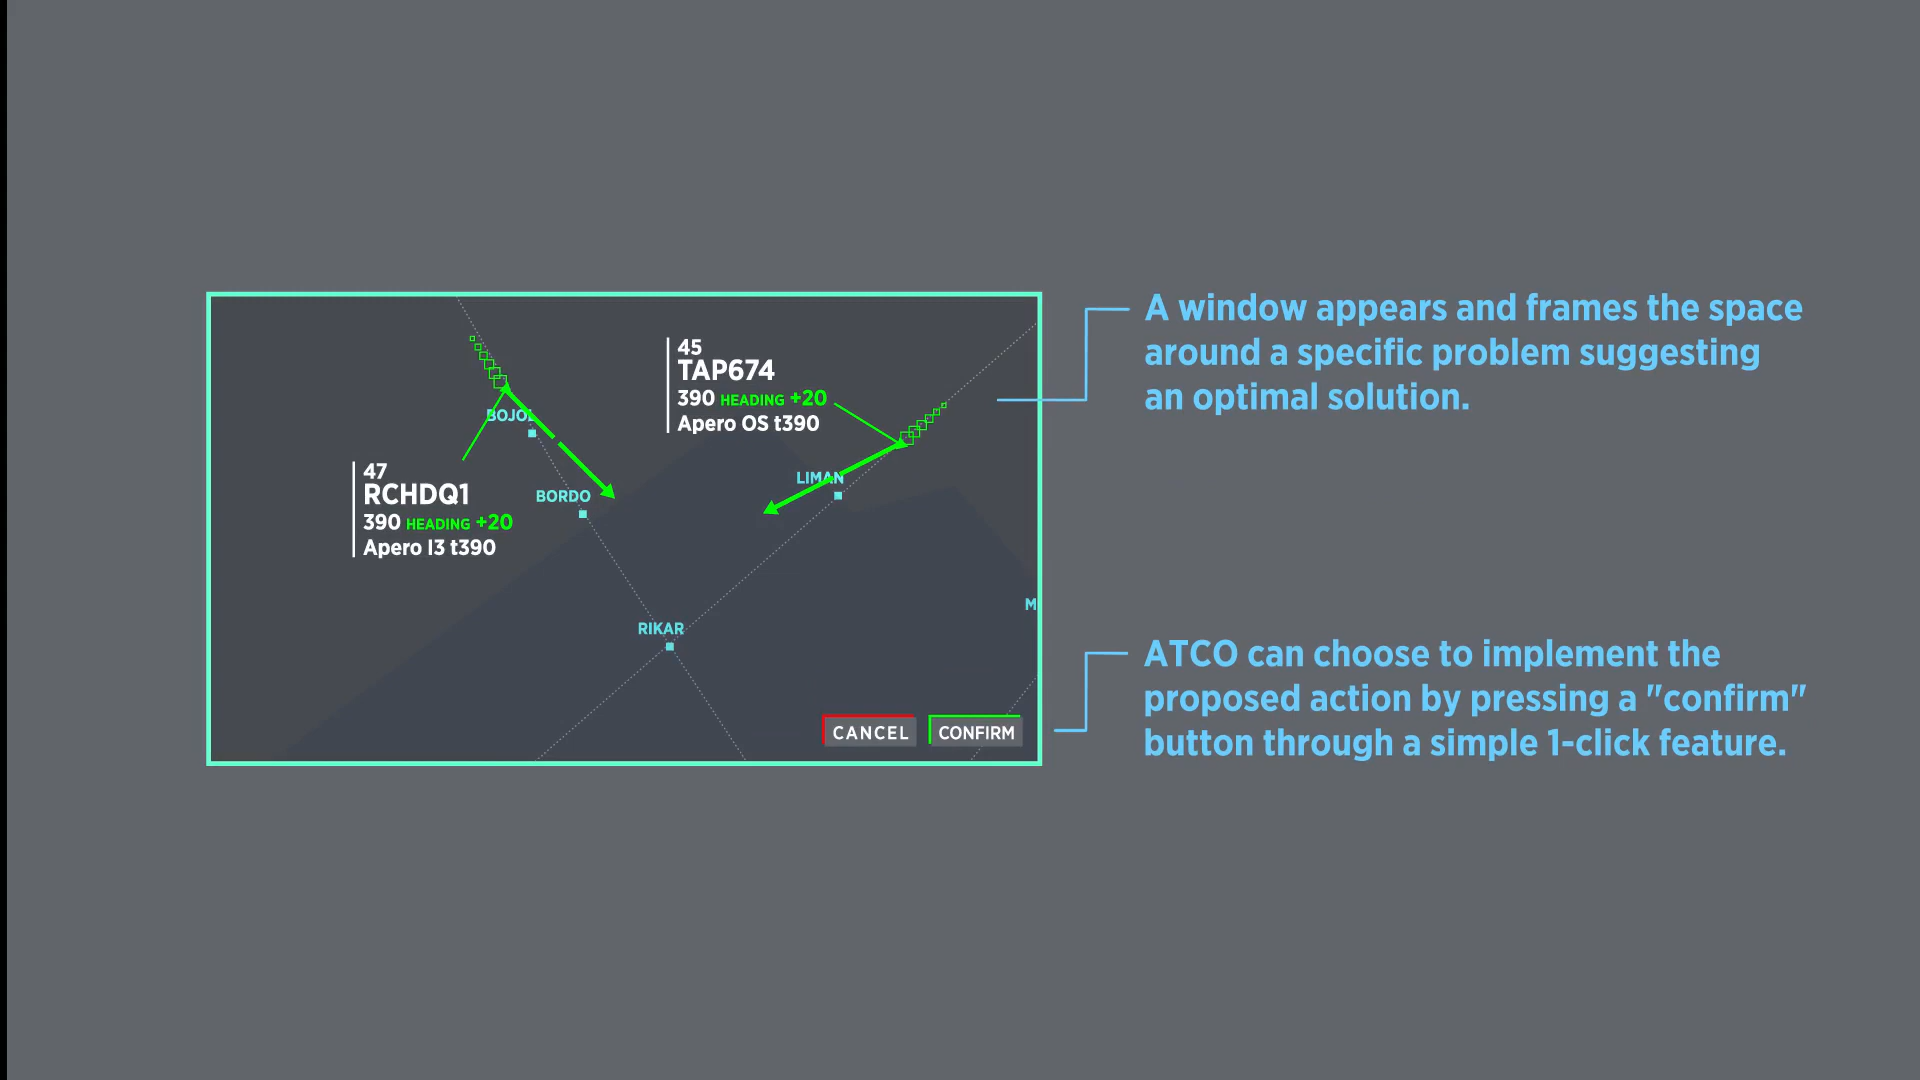 45
TAP674
390 HEADING +20
Apero OS t390
BOJO
47
RCHDQ1
390 HEADING +20
Apero I3 t390
BORDO
LIMAN
M
RIKAR
CANCEL
CONFIRM
A window appears and frames the space
around a specific problem suggesting
an optimal solution.
ATCO can choose to implement the
proposed action by pressing a "confirm"
button through a simple 1-click feature.